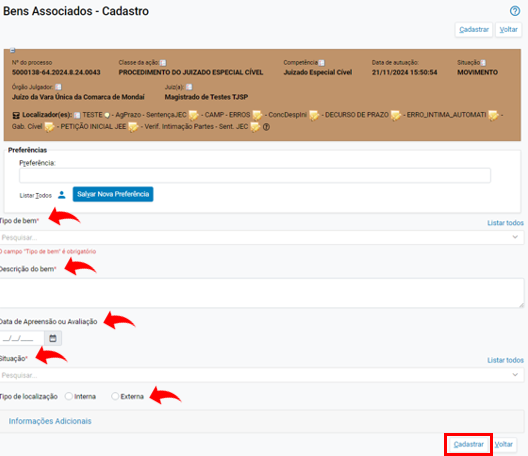 Bens Associados - Cadastro
Cadastrar Voltar
Nº do processo Classe da ação: Competência Data de autuação: Situação
5000138-64.2024.8.24.0043 PROCEDIMENTO DO JUIZADO ESPECIAL CÍVEL Juizado Especial Cível 21/11/2024 15:50:54 MOVIMENTO
Órgão Julgador: Juiz(a):
Juízo da Vara Única da Comarca de Mondaí Magistrado de Testes TJSP
Localizador(es): TESTE - AgPrazo - SentençaJEC - CAMP - ERROS - ConcDespIni - DECURSO DE PRAZO - ERRO_INTIMA_AUTOMATI -
Gab. Cível - PETIÇÃO INICIAL JEE - Verif. Intimação Partes - Sent. JEC
Preferências
Preferência:
Listar Todos Salvar Nova Preferência
Tipo de bem* Listar todos
Pesquisar...
O campo "Tipo de bem" é obrigatório
Descrição do bem*
Data de Apreensão ou Avaliação
__/__/____
Situação* Listar todos
Pesquisar...
Tipo de localização Interna Externa
Informações Adicionais
Cadastrar Voltar